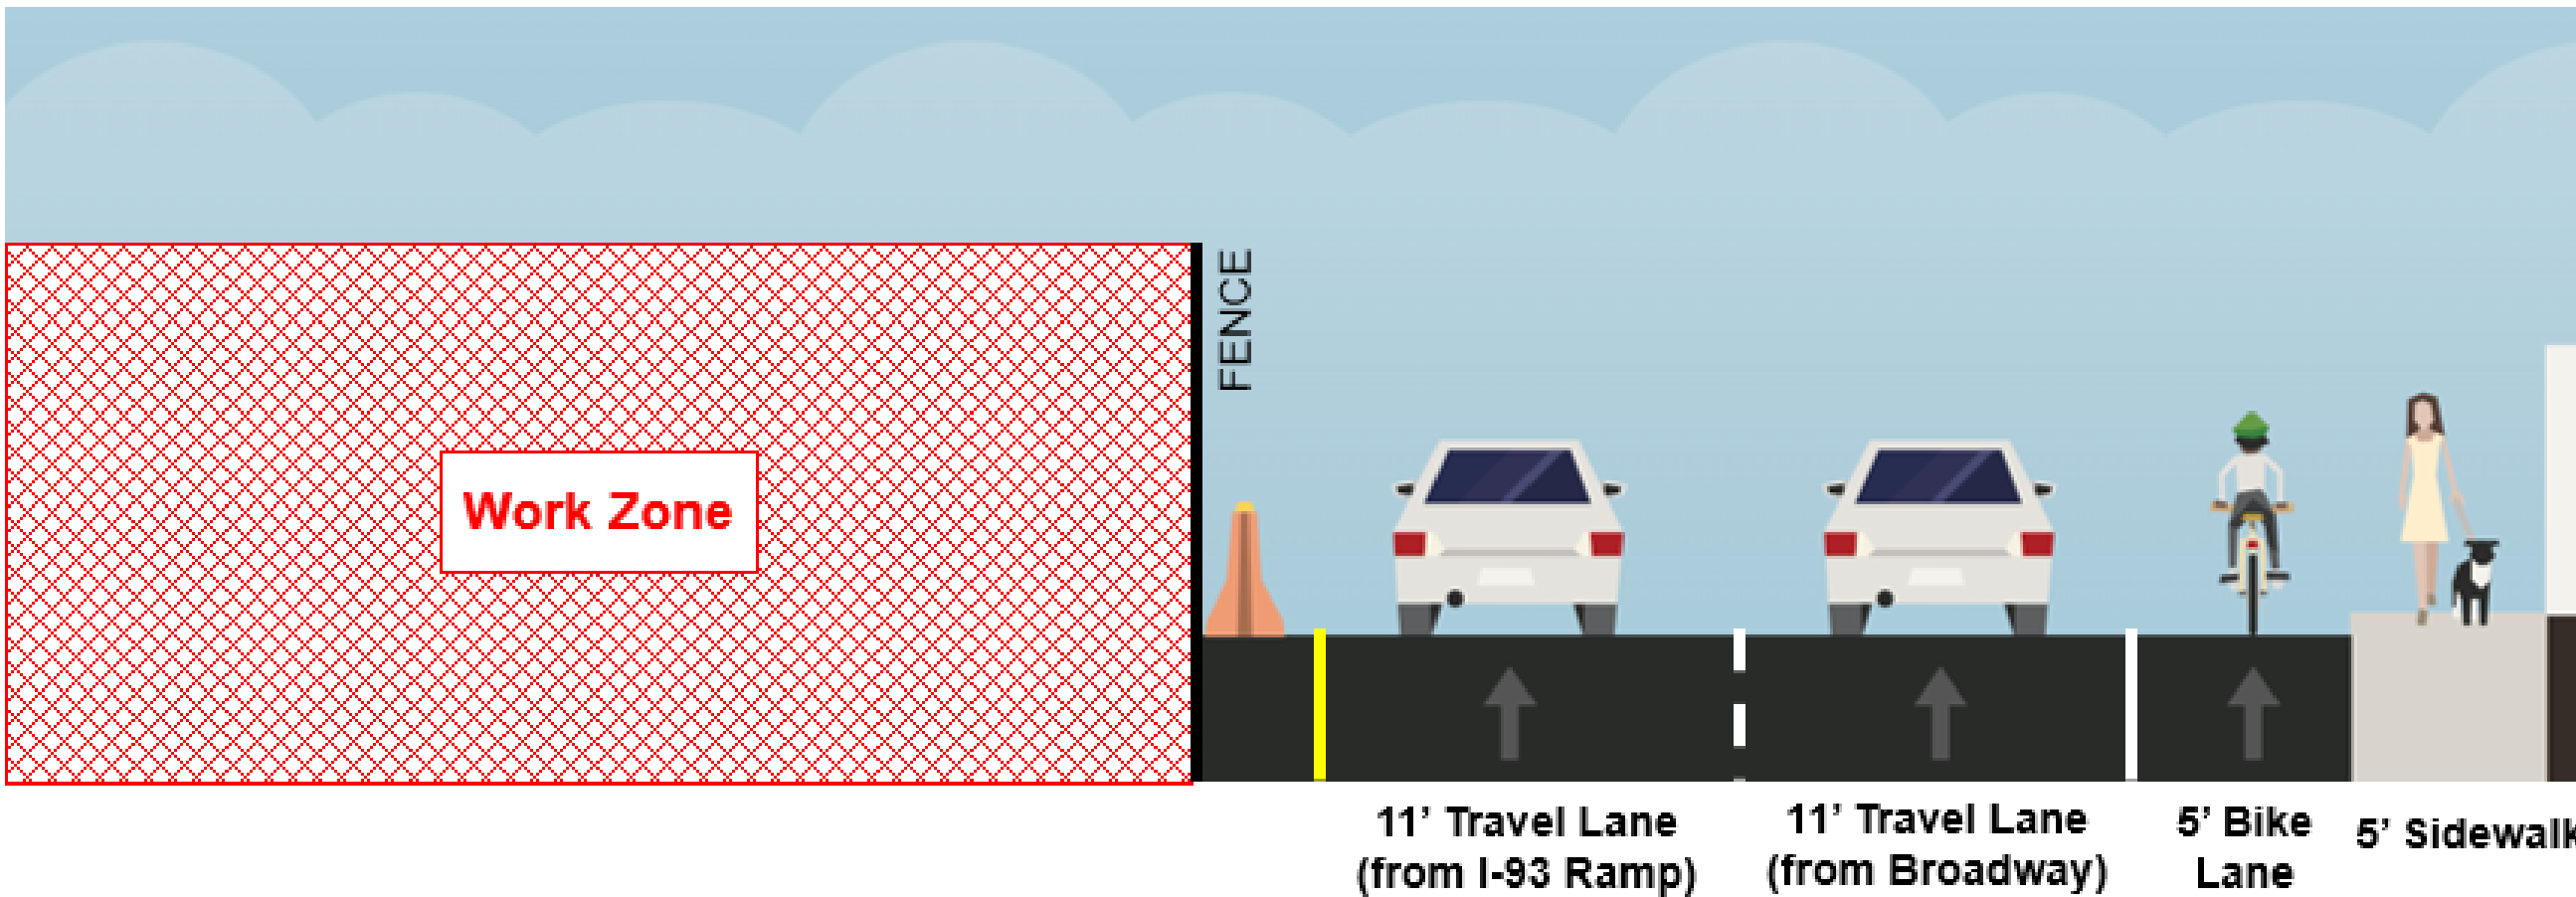 FENCE
Work Zone
11’ Travel Lane
(from I-93 Ramp)
11’ Travel Lane
(from Broadway)
5’ Bike
Lane
5’ Sidewalk